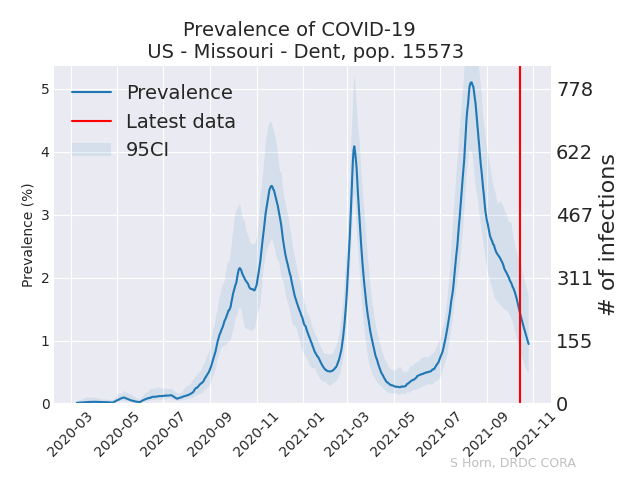 Prevalence of COVID-19
US - Missouri - Dent, pop. 15573
Prevalence
Latest data
95CI
Prevalence (%)
5
4
3
2
1
0
778
622
467
311
155
0
# of infections
2020-03
2020-05
2020-07
2020-09
2020-11
2021-01
2021-03
2021-05
2021-07
2021-09
2021-11
S Horn, DRDC CORA